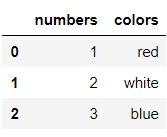 numbers colors
0 1 red
1 2 white
2 3 blue